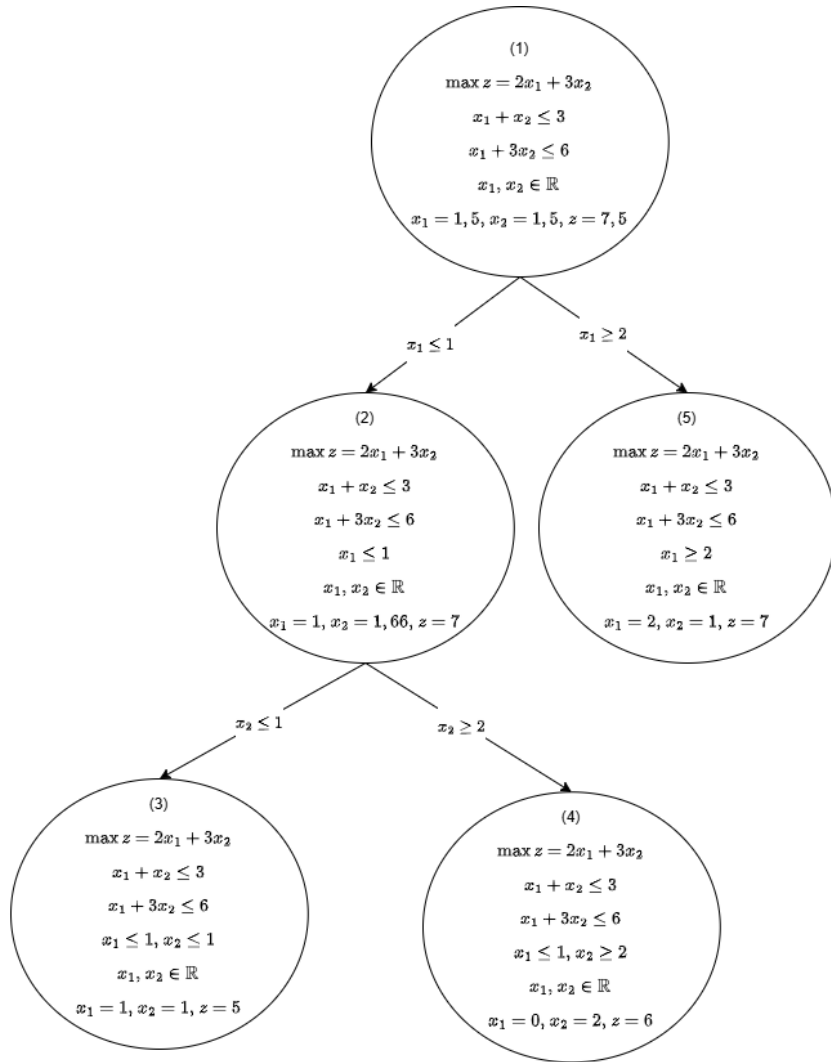 (1)
max z = 2x₁ + 3x₂
x₁ + x₂ ≤ 3
x₁ + 3x₂ ≤ 6
x₁, x₂ ∈ ℝ
x₁ = 1, 5, x₂ = 1, 5, z = 7, 5
x₁ ≤ 1
x₁ ≥ 2
(2)
max z = 2x₁ + 3x₂
x₁ + x₂ ≤ 3
x₁ + 3x₂ ≤ 6
x₁ ≤ 1
x₁, x₂ ∈ ℝ
x₁ = 1, x₂ = 1, 66, z = 7
(5)
max z = 2x₁ + 3x₂
x₁ + x₂ ≤ 3
x₁ + 3x₂ ≤ 6
x₁ ≥ 2
x₁, x₂ ∈ ℝ
x₁ = 2, x₂ = 1, z = 7
x₂ ≤ 1
x₂ ≥ 2
(3)
max z = 2x₁ + 3x₂
x₁ + x₂ ≤ 3
x₁ + 3x₂ ≤ 6
x₁ ≤ 1, x₂ ≤ 1
x₁, x₂ ∈ ℝ
x₁ = 1, x₂ = 1, z = 5
(4)
max z = 2x₁ + 3x₂
x₁ + x₂ ≤ 3
x₁ + 3x₂ ≤ 6
x₁ ≤ 1, x₂ ≥ 2
x₁, x₂ ∈ ℝ
x₁ = 0, x₂ = 2, z = 6